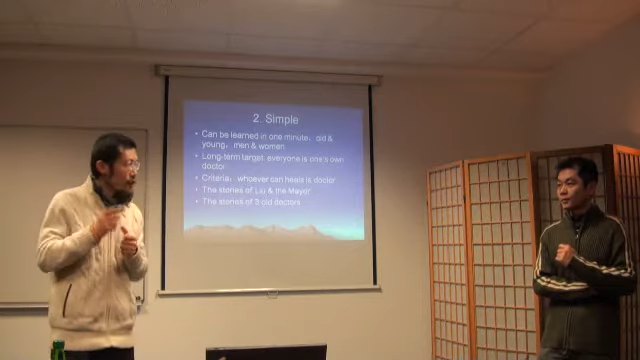 2. Simple
• Can be learned in one minute, old &
young, men & women
• Long-term target: everyone is one's own
doctor
• Criteria: whoever can heals is doctor
• The stories of Liu & the Mayor
• The stories of 3 old doctors